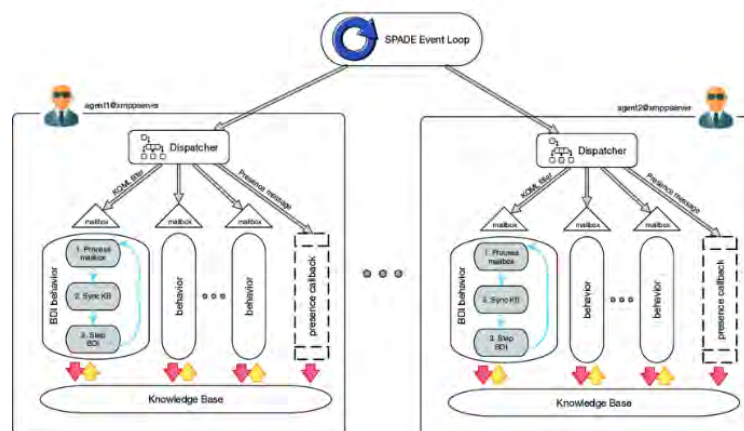 SPADE Event Loop
agent1@xmppserver
Dispatcher
KQML filter
Presence message
mailbox
mailbox
mailbox
BDI behavior
1. Process
mailbox
2. Sync KB
3. Step
BDI
behavior
behavior
presence callback
Knowledge Base
agent2@xmppserver
Dispatcher
KQML filter
Presence message
mailbox
mailbox
mailbox
BDI behavior
1. Process
mailbox
2. Sync KB
3. Step
BDI
behavior
behavior
presence callback
Knowledge Base